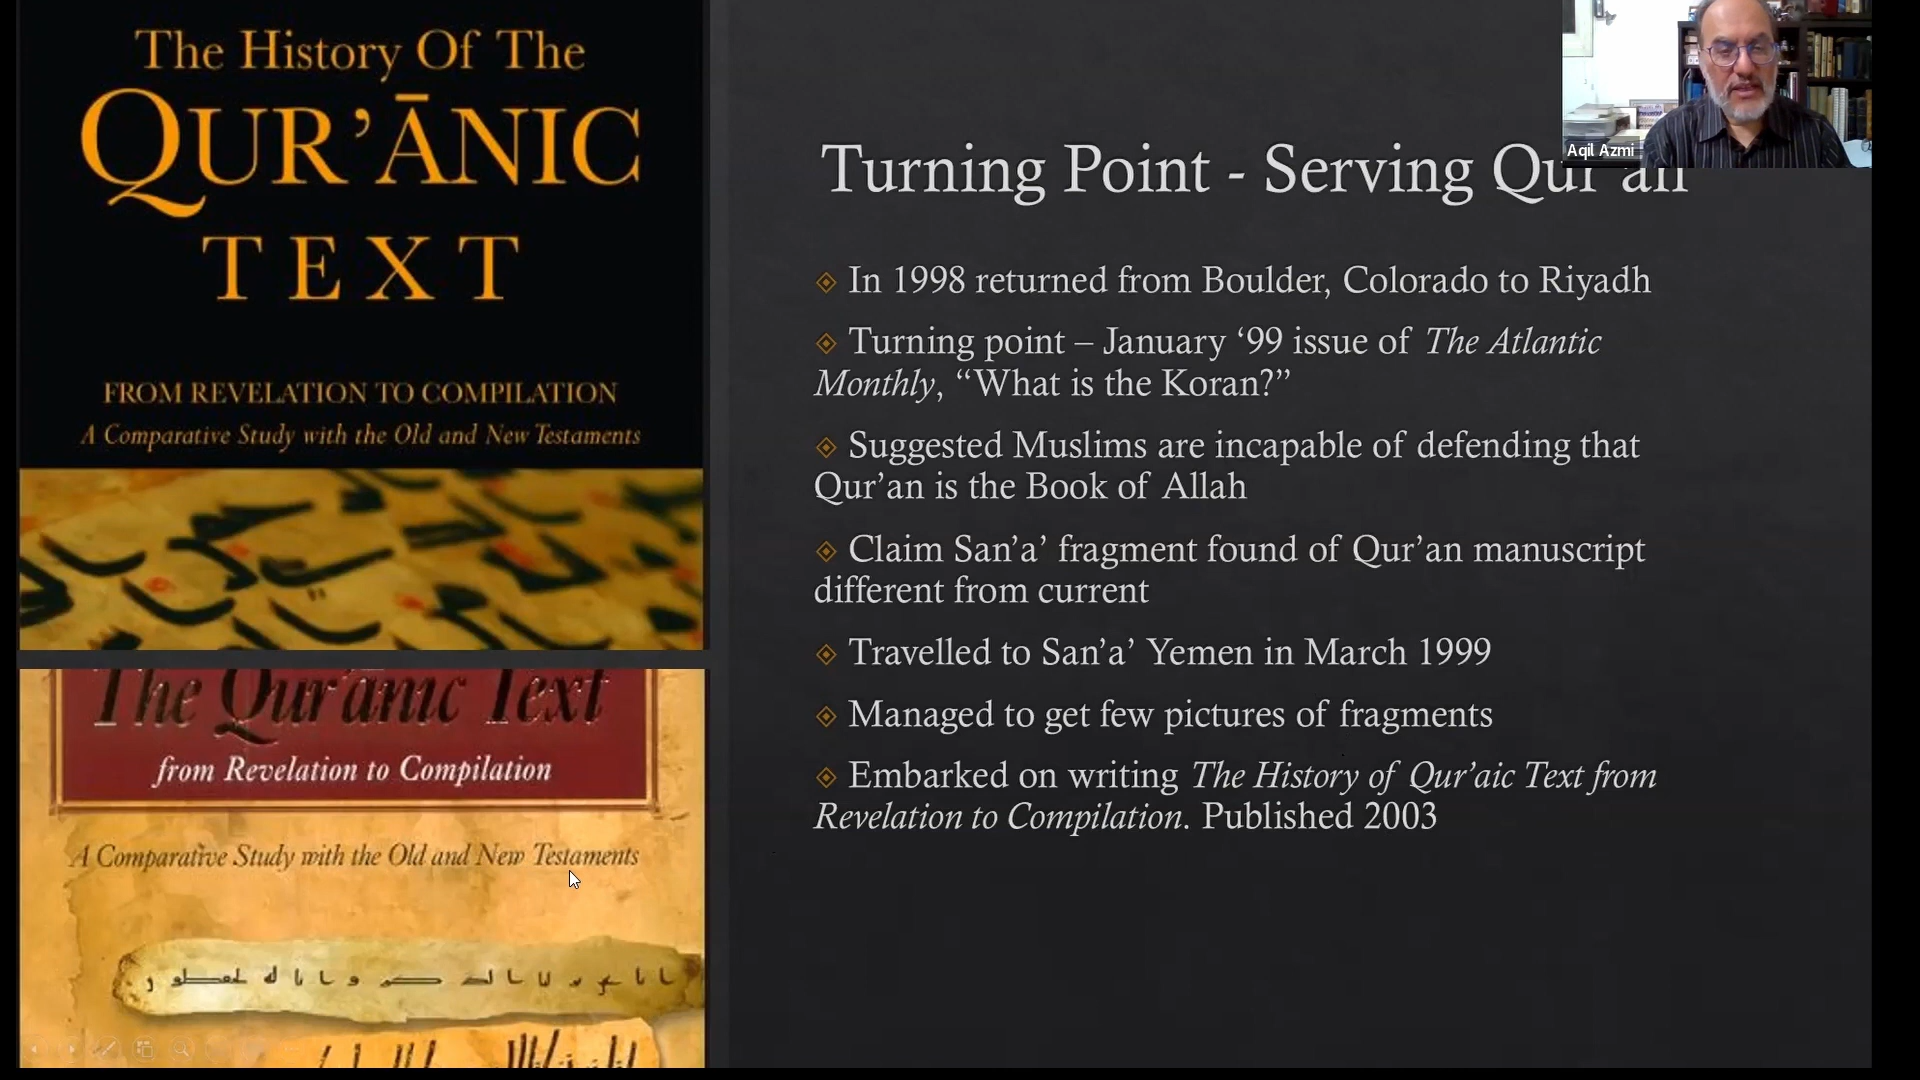 The History Of The
QUR'ĀNIC
TEXT
FROM REVELATION TO COMPILATION
A Comparative Study with the Old and New Testaments
The Qur'anic Text
from Revelation to Compilation
A Comparative Study with the Old and New Testaments
Aqil Azmi
Turning Point - Serving Qur'an
In 1998 returned from Boulder, Colorado to Riyadh
Turning point – January ‘99 issue of The Atlantic
Monthly, “What is the Koran?”
Suggested Muslims are incapable of defending that
Qur’an is the Book of Allah
Claim San’a’ fragment found of Qur’an manuscript
different from current
Travelled to San’a’ Yemen in March 1999
Managed to get few pictures of fragments
Embarked on writing The History of Qur’aic Text from
Revelation to Compilation. Published 2003